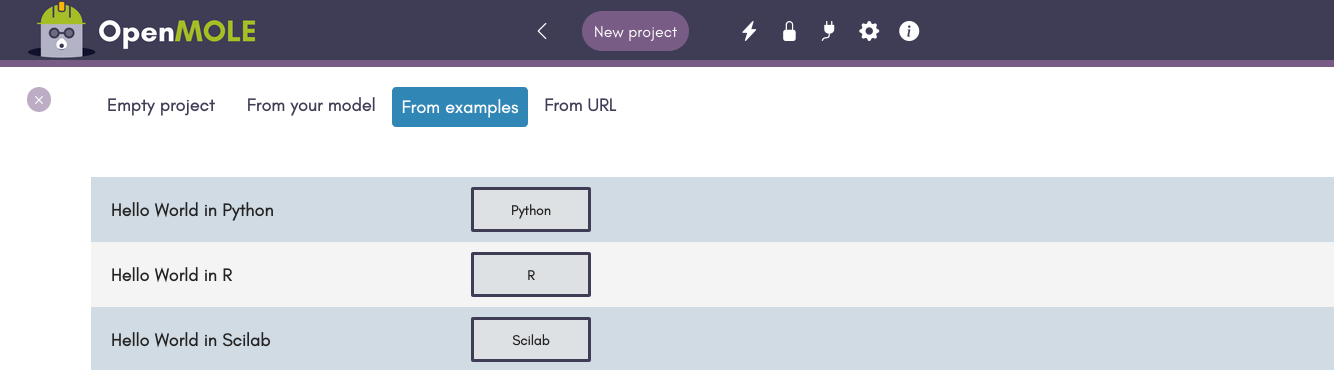 OpenMOLE
New project
Empty project
From your model
From examples
From URL
Hello World in Python
Python
Hello World in R
R
Hello World in Scilab
Scilab